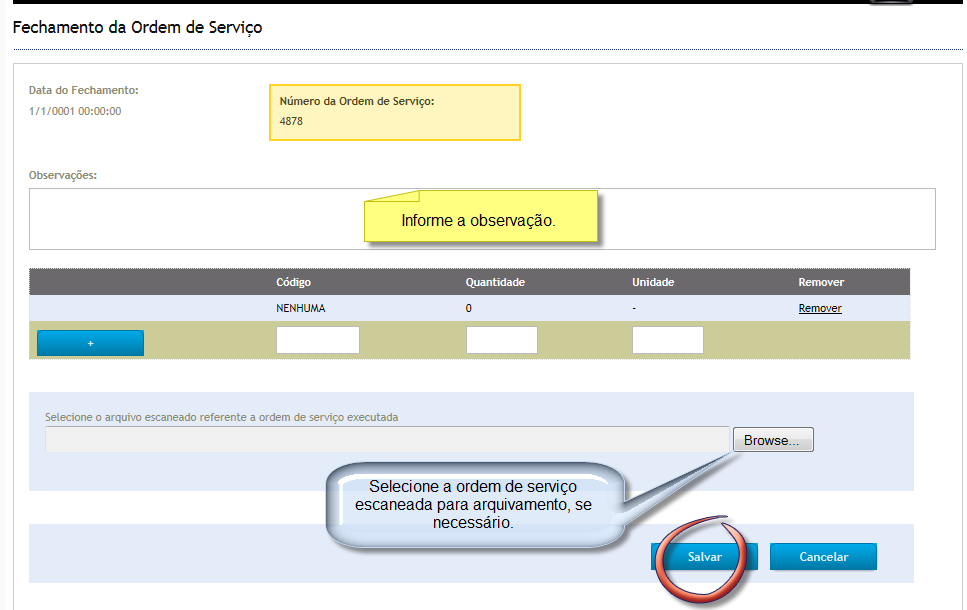 Fechamento da Ordem de Serviço
Data do Fechamento:
1/1/0001 00:00:00
Número da Ordem de Serviço:
4878
Observações:
Informe a observação.
Código Quantidade Unidade Remover
NENHUMA 0 - Remover
+
Selecione o arquivo escaneado referente a ordem de serviço executada
Browse...
Selecione a ordem de serviço
escaneada para arquivamento, se
necessário.
Salvar Cancelar